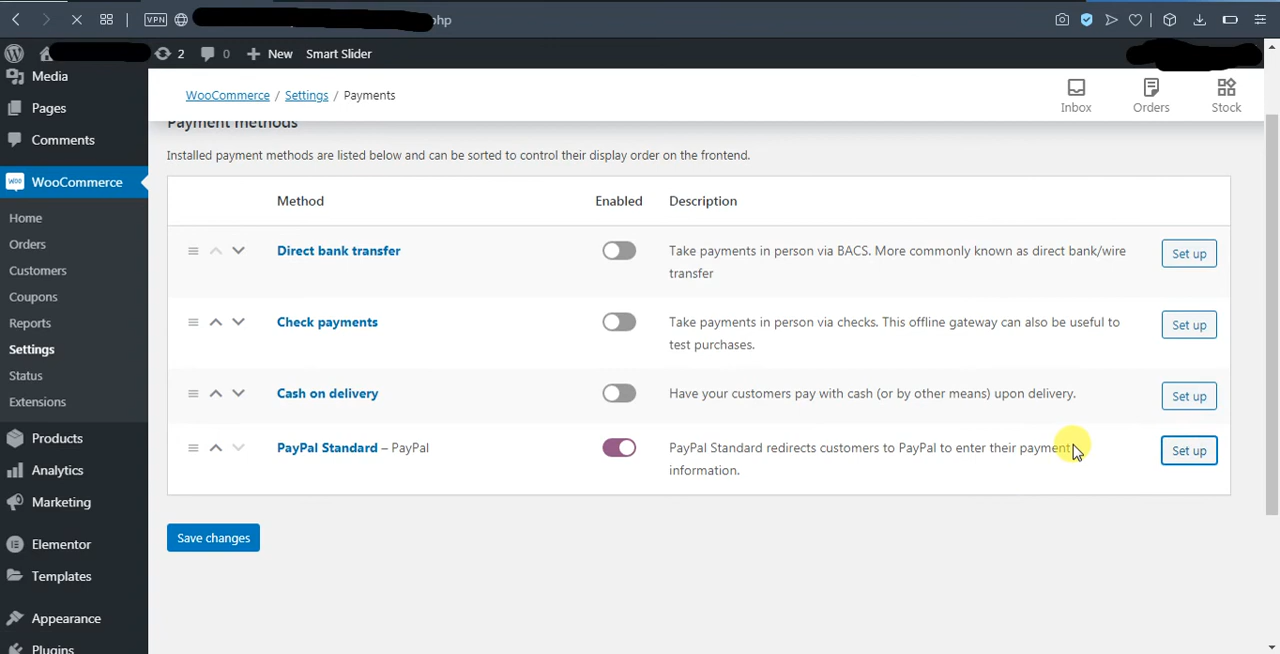 VPN
php
2
0
New
Smart Slider
Media
Pages
Comments
WooCommerce
Home
Orders
Customers
Coupons
Reports
Settings
Status
Extensions
Products
Analytics
Marketing
Elementor
Templates
Appearance
Plugins
WooCommerce / Settings / Payments
Inbox
Orders
Stock
Payment methods
Installed payment methods are listed below and can be sorted to control their display order on the frontend.
Method
Enabled
Description
Direct bank transfer
Take payments in person via BACS. More commonly known as direct bank/wire
transfer
Set up
Check payments
Take payments in person via checks. This offline gateway can also be useful to
test purchases.
Set up
Cash on delivery
Have your customers pay with cash (or by other means) upon delivery.
Set up
PayPal Standard – PayPal
PayPal Standard redirects customers to PayPal to enter their payment
information.
Set up
Save changes